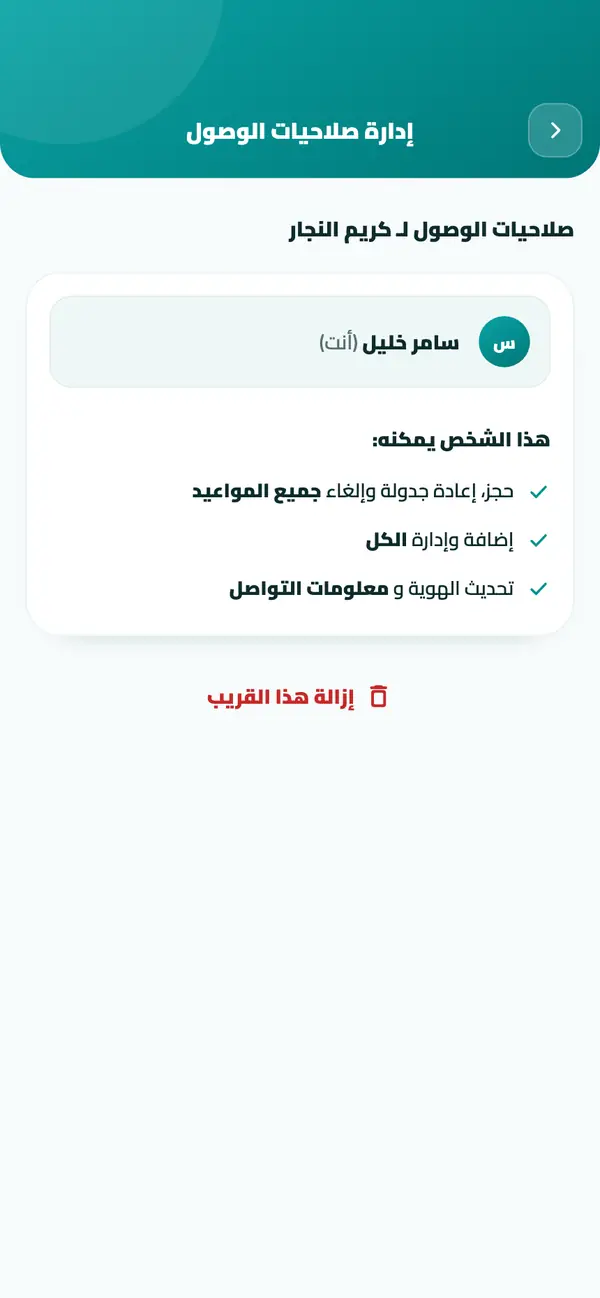 إدارة صلاحيات الوصول
صلاحيات الوصول لـ كريم النجار
س
سامر خليل (أنت)
هذا الشخص يمكنه:
حجز، إعادة جدولة وإلغاء جميع المواعيد
إضافة وإدارة الكل
تحديث الهوية و معلومات التواصل
إزالة هذا القريب